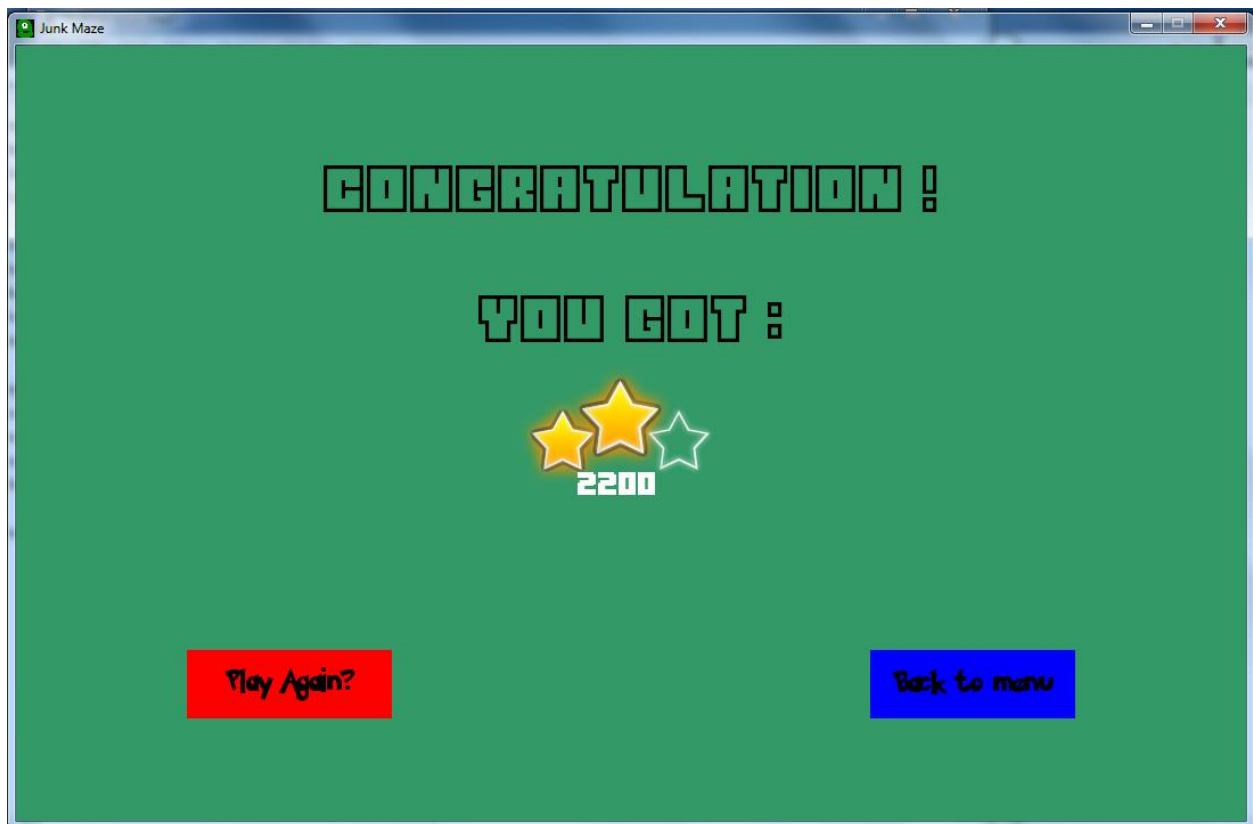 Junk Maze
CONGRATULATION !
YOU GOT :
2200
Play Again?
Back to menu